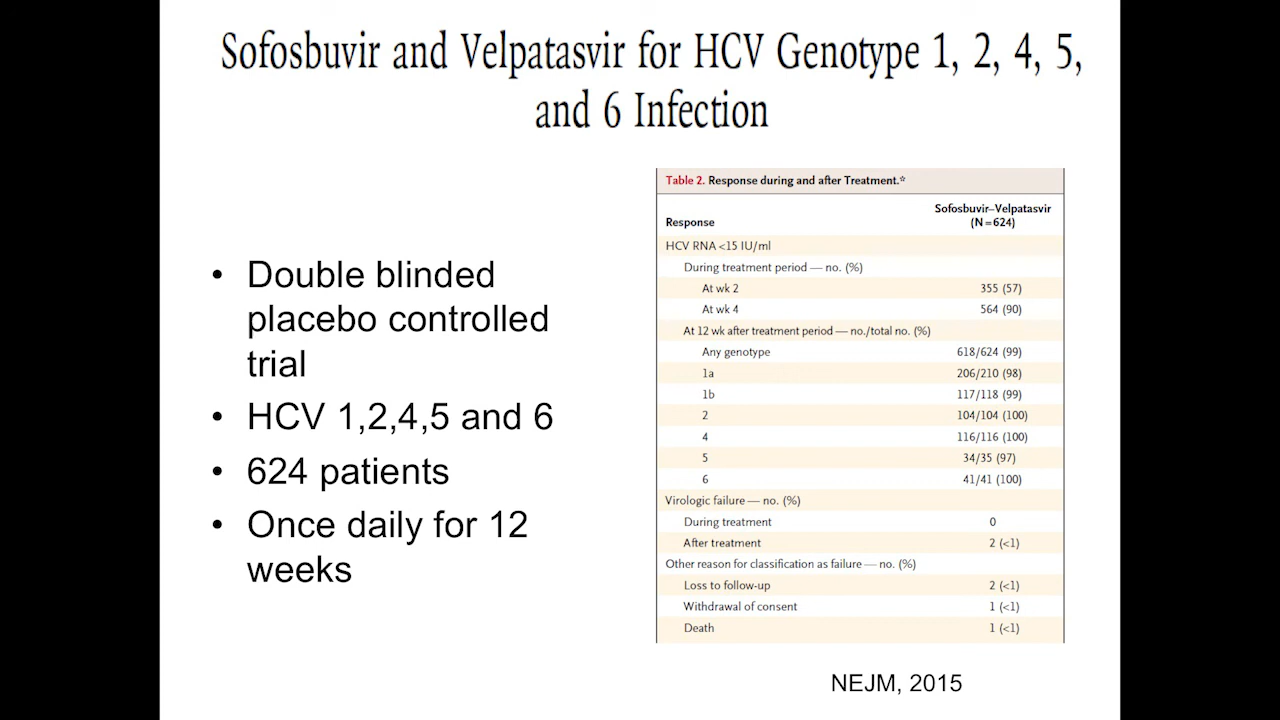 Sofosbuvir and Velpatasvir for HCV Genotype 1, 2, 4, 5,
and 6 Infection
• Double blinded
placebo controlled
trial
• HCV 1,2,4,5 and 6
• 624 patients
• Once daily for 12
weeks
Table 2. Response during and after Treatment.*
Response Sofosbuvir–Velpatasvir
(N=624)
HCV RNA <15 IU/ml
During treatment period — no. (%)
At wk 2 355 (57)
At wk 4 564 (90)
At 12 wk after treatment period — no./total no. (%)
Any genotype 618/624 (99)
1a 206/210 (98)
1b 117/118 (99)
2 104/104 (100)
4 116/116 (100)
5 34/35 (97)
6 41/41 (100)
Virologic failure — no. (%)
During treatment 0
After treatment 2 (<1)
Other reason for classification as failure — no. (%)
Loss to follow-up 2 (<1)
Withdrawal of consent 1 (<1)
Death 1 (<1)
NEJM, 2015